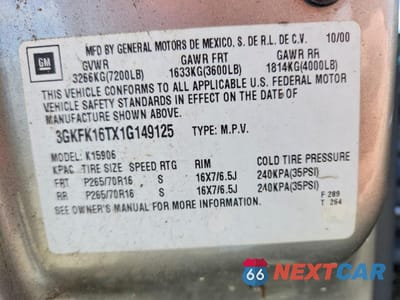 MFD BY GENERAL MOTORS DE MEXICO, S. DE R.L. DE C.V. 10/00
GM
GVWR GAWR FRT GAWR RR
3266KG(7200LB) 1633KG(3600LB) 1814KG(4000LB)
THIS VEHICLE CONFORMS TO ALL APPLICABLE U.S. FEDERAL MOTOR
VEHICLE SAFETY STANDARDS IN EFFECT ON THE DATE OF
MANUFACTURE SHOWN ABOVE.
3GKFK16TX1G149125 TYPE: M.P.V.
MODEL: K15906
KPAC TIRE SIZE SPEED RTG RIM COLD TIRE PRESSURE
FRT P265/70R16 S 16X7/6.5J 240KPA(35PSI)
RR P265/70R16 S 16X7/6.5J 240KPA(35PSI)
SEE OWNER'S MANUAL FOR MORE INFORMATION.
F 289
T 264
66 NEXTCAR